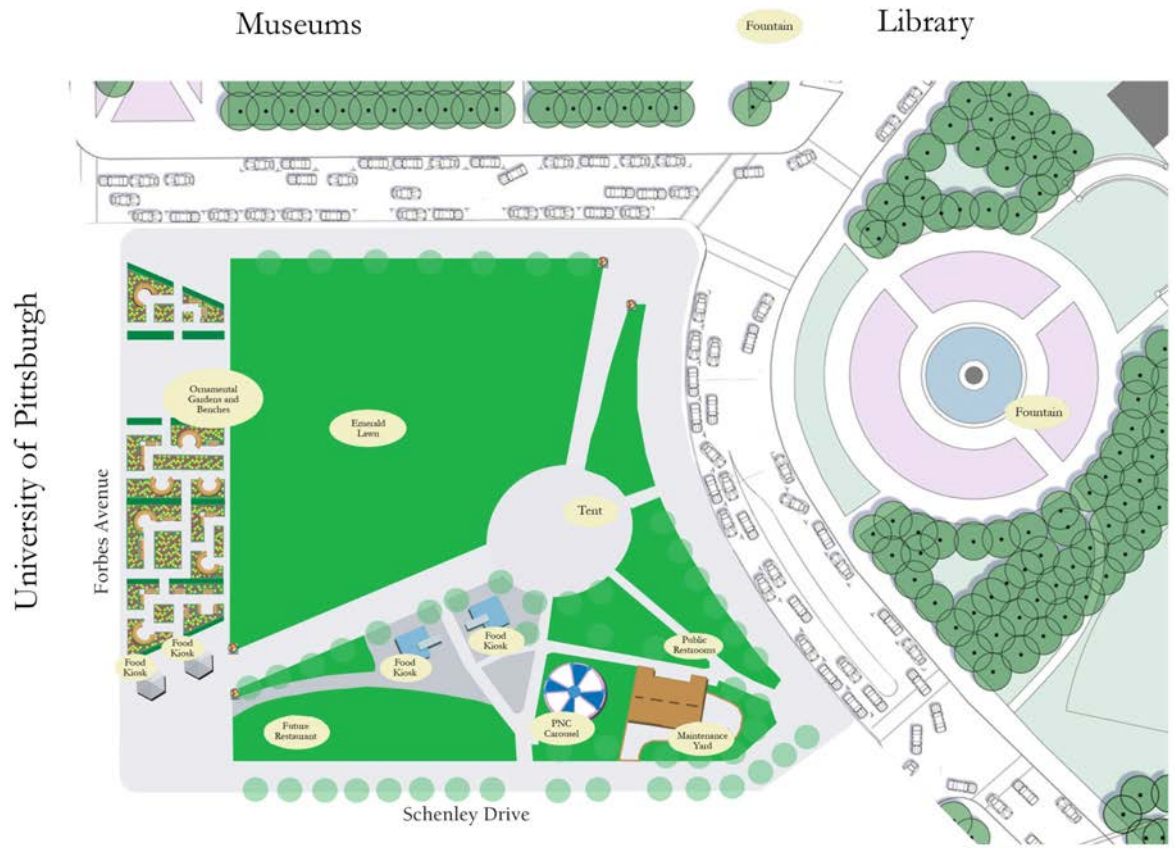 Museums
Fountain
Library
University of Pittsburgh
Forbes Avenue
Ornamental
Gardens and
Benches
Emerald
Lawn
Fountain
Tent
Food
Kiosk
Food
Kiosk
Food
Kiosk
Food
Kiosk
Public
Restrooms
Future
Restaurant
PNC
Carousel
Maintenance
Yard
Schenley Drive